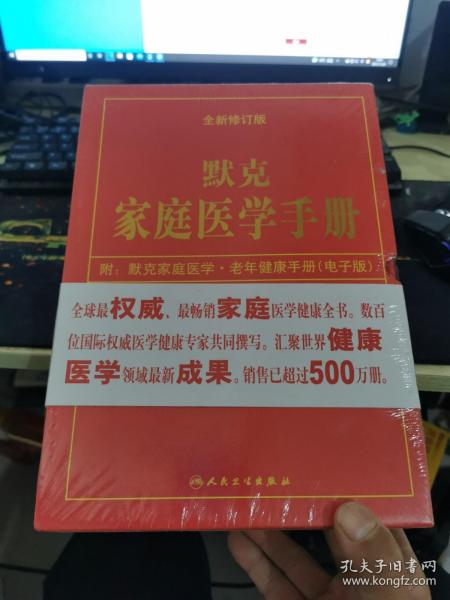 全新修订版
默克
家庭医学手册
附：默克家庭医学·老年健康手册(电子版)
全球最权威、最畅销家庭医学健康全书。数百
位国际权威医学健康专家共同撰写。汇聚世界健康
医学领域最新成果。销售已超过500万册。
人民卫生出版社
孔夫子旧书网
www.kongfz.com